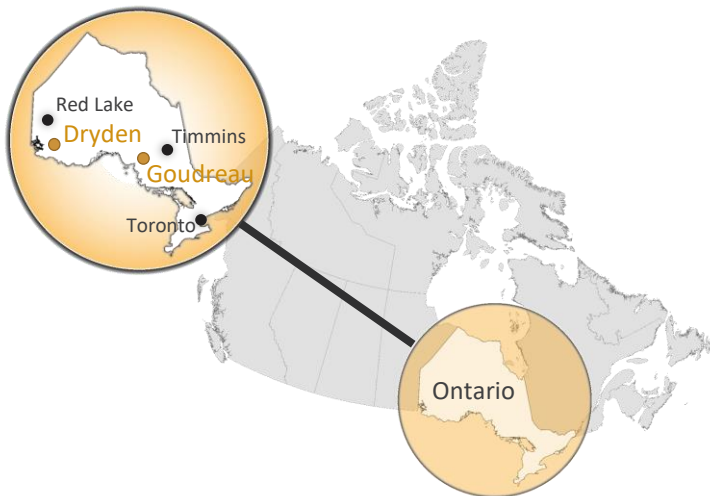 Red Lake
Dryden
Timmins
Goudreau
Toronto
Ontario